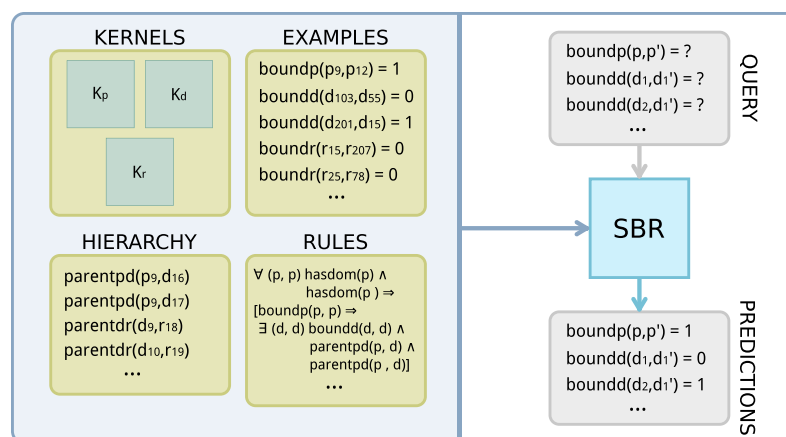 KERNELS
Kp
Kd
Kr
EXAMPLES
boundp(p9,p12) = 1
boundd(d103,d55) = 0
boundd(d201,d15) = 1
boundr(r15,r207) = 0
boundr(r25,r78) = 0
...
HIERARCHY
parentpd(p9,d16)
parentpd(p9,d17)
parentdr(d9,r18)
parentdr(d10,r19)
...
RULES
∀ (p, p) hasdom(p) ∧
hasdom(p ) ⇒
[boundp(p, p) ⇒
∃ (d, d) boundd(d, d) ∧
parentpd(p, d) ∧
parentpd(p , d)]
...
QUERY
boundp(p,p') = ?
boundd(d1,d1') = ?
boundd(d2,d1') = ?
...
SBR
PREDICTIONS
boundp(p,p') = 1
boundd(d1,d1') = 0
boundd(d2,d1') = 1
...